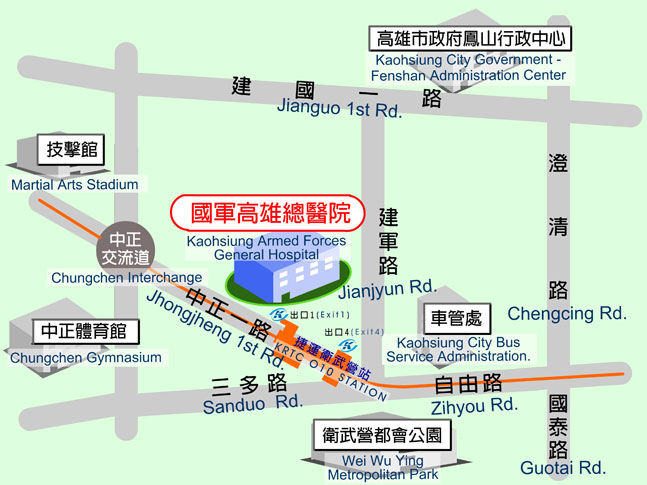 高雄市政府鳳山行政中心
Kaohsiung City Government -
Fenshan Administration Center
建國一路
Jianguo 1st Rd.
技擊館
Martial Arts Stadium
澄清路
Chengcing Rd.
國軍高雄總醫院
Kaohsiung Armed Forces
General Hospital
中正
交流道
Chungchen Interchange
建軍路
Jianjyun Rd.
中正一路
Jhongjheng 1st Rd.
出口1(Exit1)
出口4(Exit4)
捷運衛武營站
KRTC O10 STATION
車管處
Kaohsiung City Bus
Service Administration.
中正體育館
Chungchen Gymnasium
三多路
Sanduo Rd.
自由路
Zihyou Rd.
衛武營都會公園
Wei Wu Ying
Metropolitan Park
國泰路
Guotai Rd.